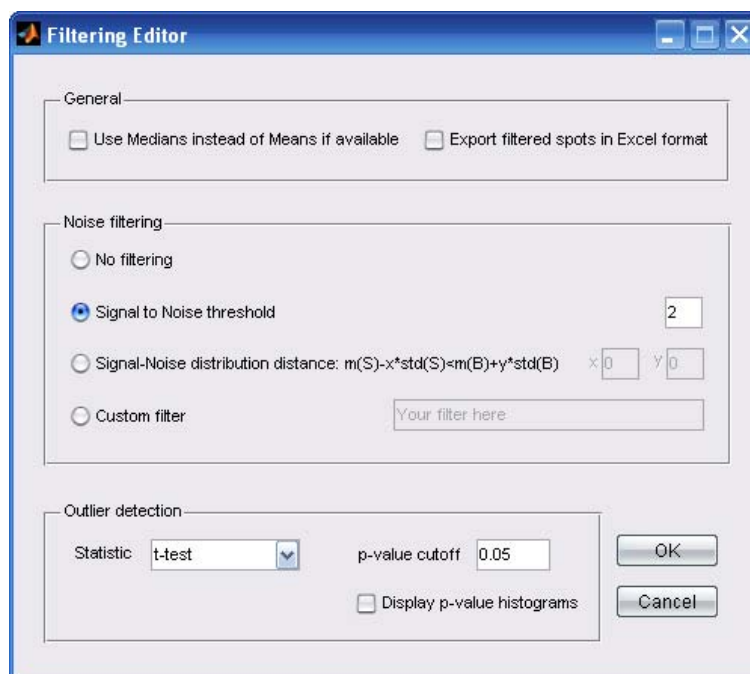 Filtering Editor
General
Use Medians instead of Means if available
Export filtered spots in Excel format
Noise filtering
No filtering
Signal to Noise threshold
2
Signal-Noise distribution distance: m(S)-x*std(S)<m(B)+y*std(B)
x 0
y 0
Custom filter
Your filter here
Outlier detection
Statistic
t-test
p-value cutoff
0.05
Display p-value histograms
OK
Cancel